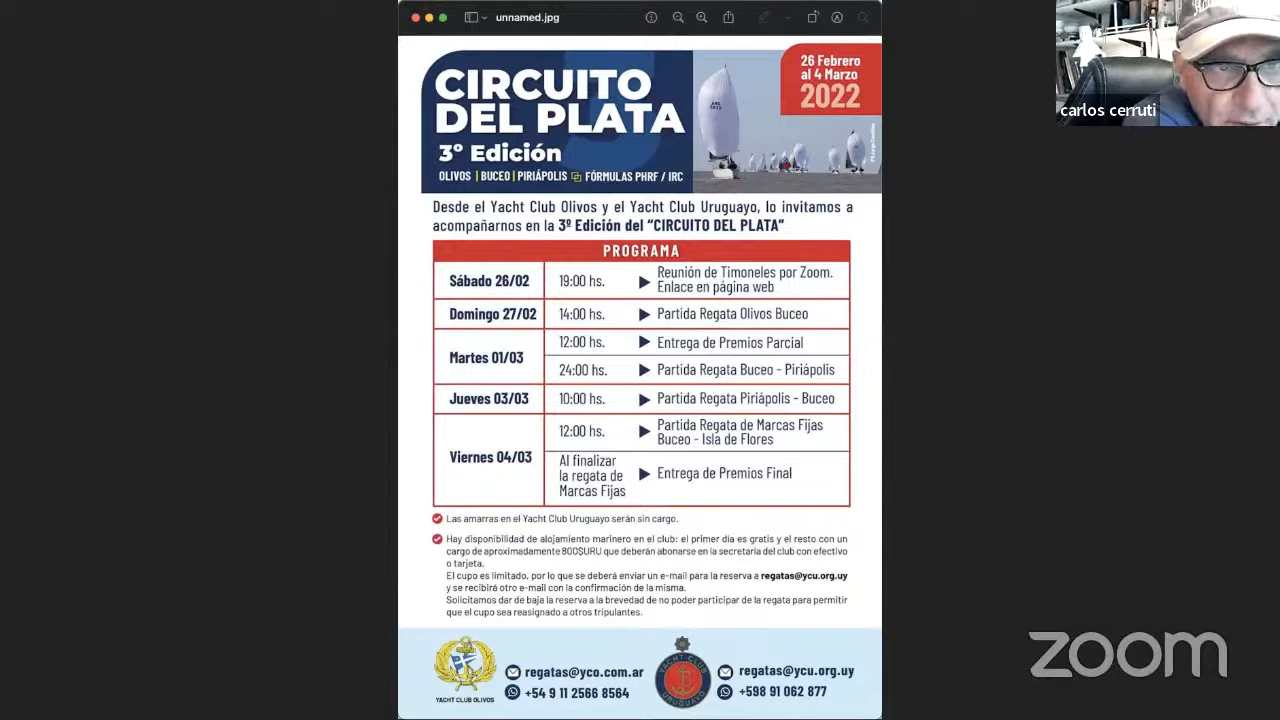 unnamed.jpg
carlos cerruti
CIRCUITO
DEL PLATA
3º Edición
OLIVOS | BUCEO | PIRIÁPOLIS FÓRMULAS PHRF / IRC
26 Febrero
al 4 Marzo
2022
Desde el Yacht Club Olivos y el Yacht Club Uruguayo, lo invitamos a
acompañarnos en la 3º Edición del "CIRCUITO DEL PLATA"
PROGRAMA
Sábado 26/02
19:00 hs.
Reunión de Timoneles por Zoom.
Enlace en página web
Domingo 27/02
14:00 hs.
Partida Regata Olivos Buceo
Martes 01/03
12:00 hs.
Entrega de Premios Parcial
24:00 hs.
Partida Regata Buceo - Piriápolis
Jueves 03/03
10:00 hs.
Partida Regata Piriápolis - Buceo
Viernes 04/03
12:00 hs.
Partida Regata de Marcas Fijas
Buceo - Isla de Flores
Al finalizar
la regata de
Marcas Fijas
Entrega de Premios Final
Las amarras en el Yacht Club Uruguayo serán sin cargo.
Hay disponibilidad de alojamiento marinero en el club: el primer día es gratis y el resto con un
cargo de aproximadamente 800$URU que deberán abonarse en la secretaría del club con efectivo
o tarjeta.
El cupo es limitado, por lo que se deberá enviar un e-mail para la reserva a regatas@ycu.org.uy
y se recibirá otro e-mail con la confirmación de la misma.
Solicitamos dar de baja la reserva a la brevedad de no poder participar de la regata para permitir
que el cupo sea reasignado a otros tripulantes.
YACHT CLUB OLIVOS
regatas@yco.com.ar
+54 9 11 2566 8564
YACHT CLUB
URUGUAYO
regatas@ycu.org.uy
+598 91 062 877
zoom